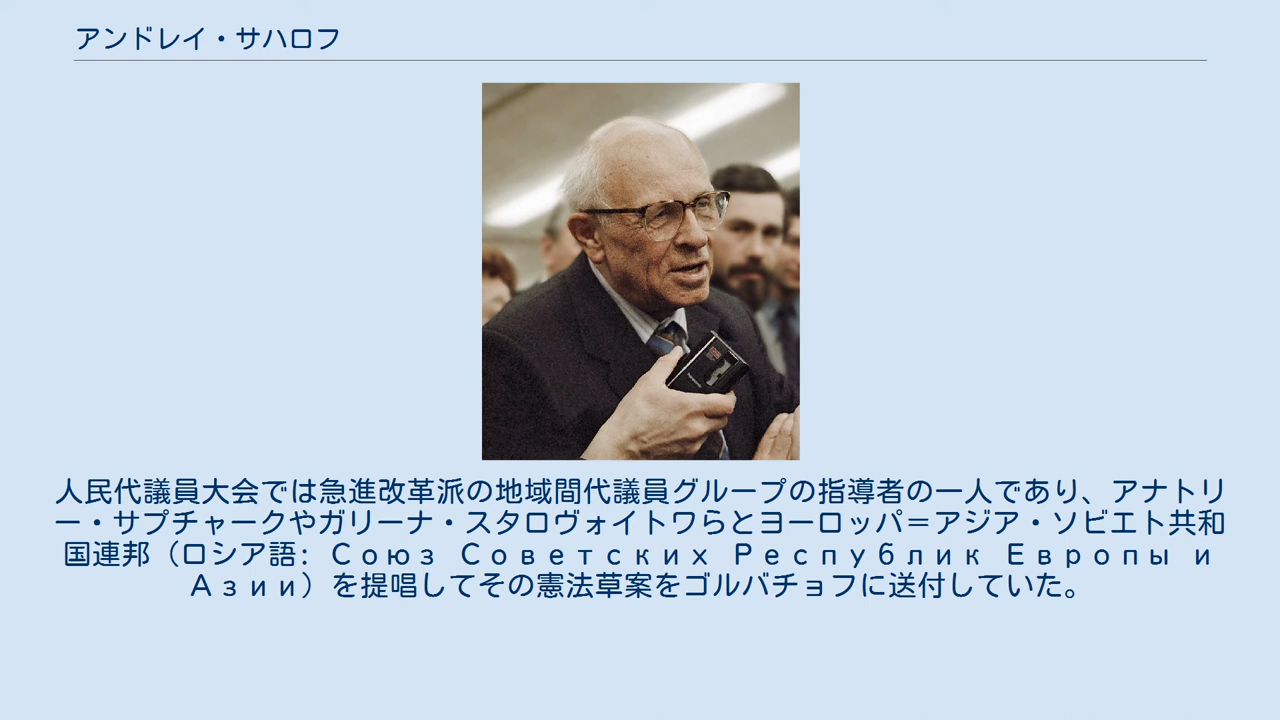 アンドレイ・サハロフ
人民代議員大会では急進改革派の地域間代議員グループの指導者の一人であり、アナトリ
ー・サプチャークやガリーナ・スタロヴォイトワらとヨーロッパ＝アジア・ソビエト共和
国連邦（ロシア語: Союз Советских Республик Европы и
Азии）を提唱してその憲法草案をゴルバチョフに送付していた。